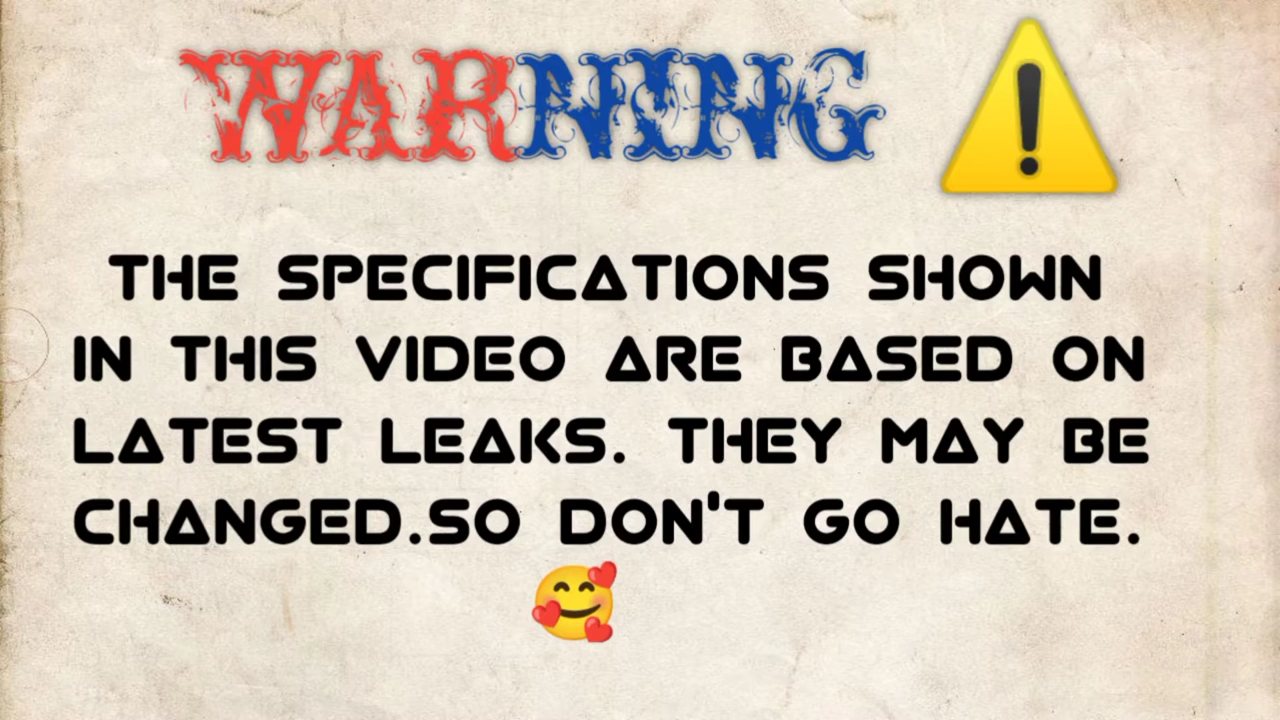 WARNING ⚠️
THE SPECIFICATIONS SHOWN
IN THIS VIDEO ARE BASED ON
LATEST LEAKS. THEY MAY BE
CHANGED.SO DON'T GO HATE.
🥰